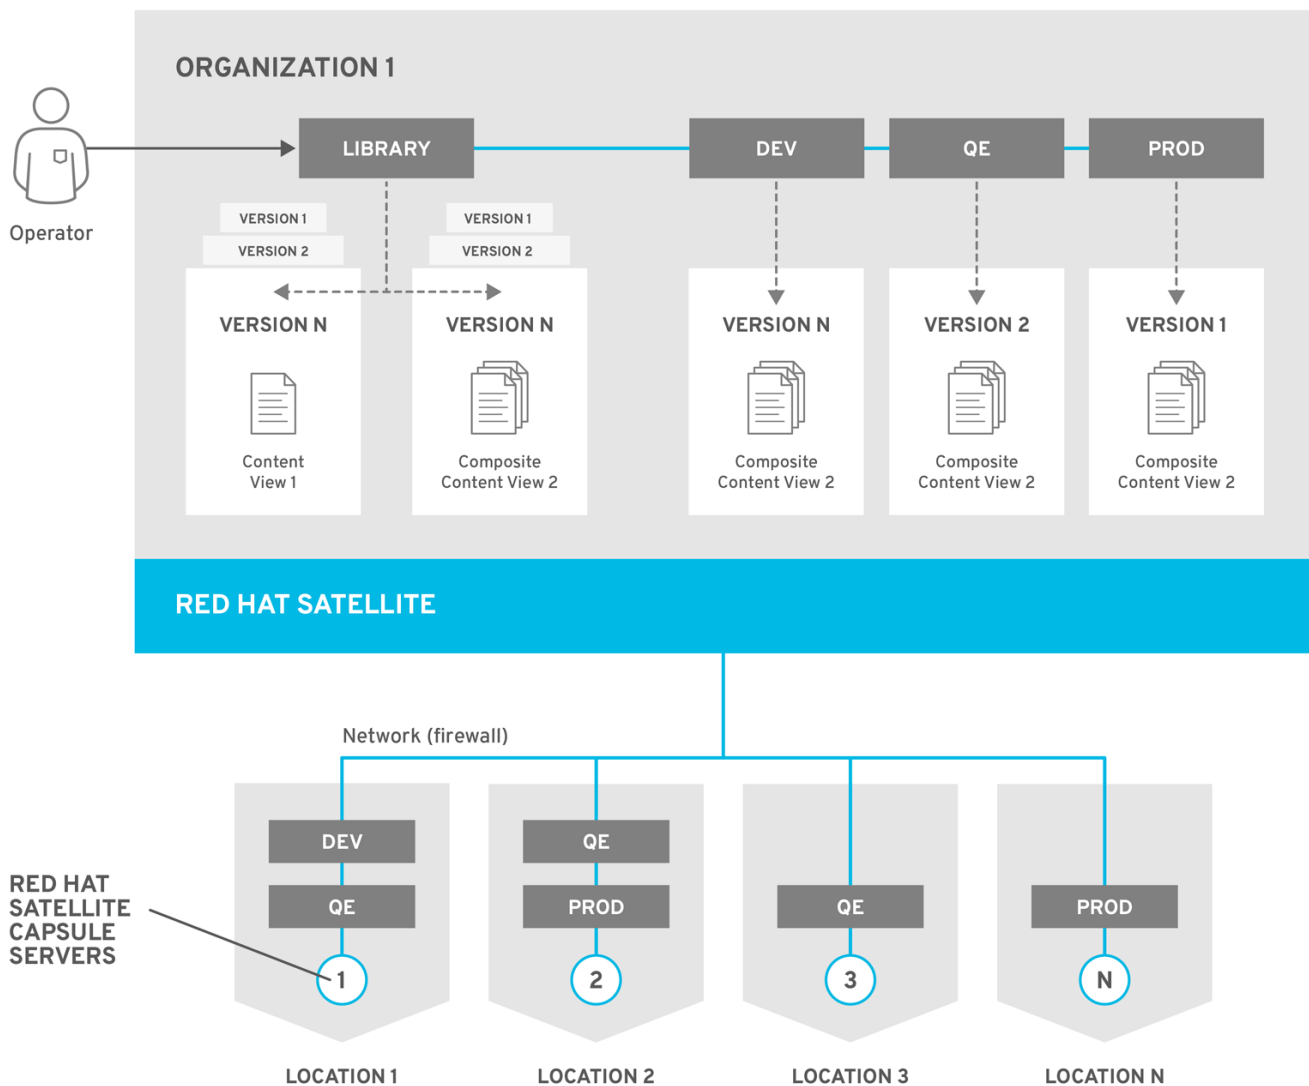 ORGANIZATION 1
Operator
LIBRARY
DEV
QE
PROD
VERSION 1
VERSION 2
VERSION N
Content
View 1
VERSION 1
VERSION 2
VERSION N
Composite
Content View 2
VERSION N
Composite
Content View 2
VERSION 2
Composite
Content View 2
VERSION 1
Composite
Content View 2
RED HAT SATELLITE
Network (firewall)
RED HAT
SATELLITE
CAPSULE
SERVERS
DEV
QE
1
LOCATION 1
QE
PROD
2
LOCATION 2
QE
3
LOCATION 3
PROD
N
LOCATION N